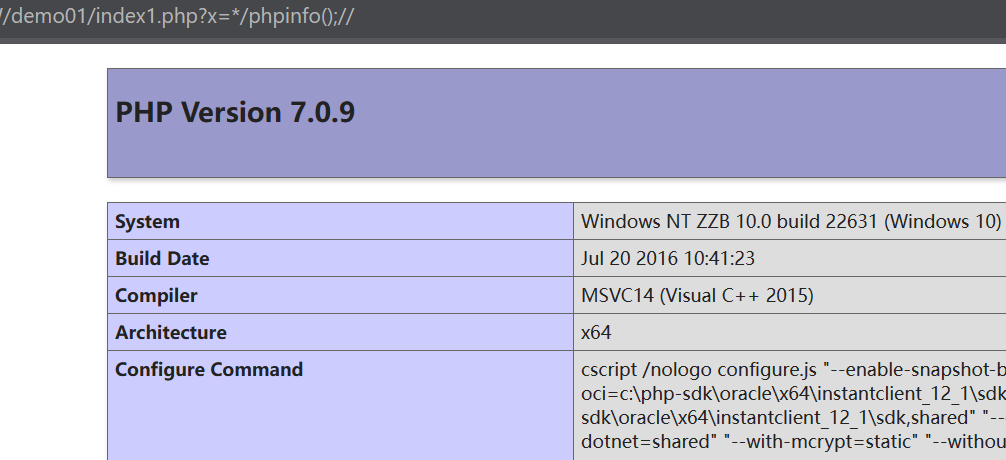 //demo01/index1.php?x=*/phpinfo();//
PHP Version 7.0.9
System Windows NT ZZB 10.0 build 22631 (Windows 10)
Build Date Jul 20 2016 10:41:23
Compiler MSVC14 (Visual C++ 2015)
Architecture x64
Configure Command cscript /nologo configure.js "--enable-snapshot-b
oci=c:\php-sdk\oracle\x64\instantclient_12_1\sdk
sdk\oracle\x64\instantclient_12_1\sdk,shared" "--
dotnet=shared" "--with-mcrypt=static" "--withou